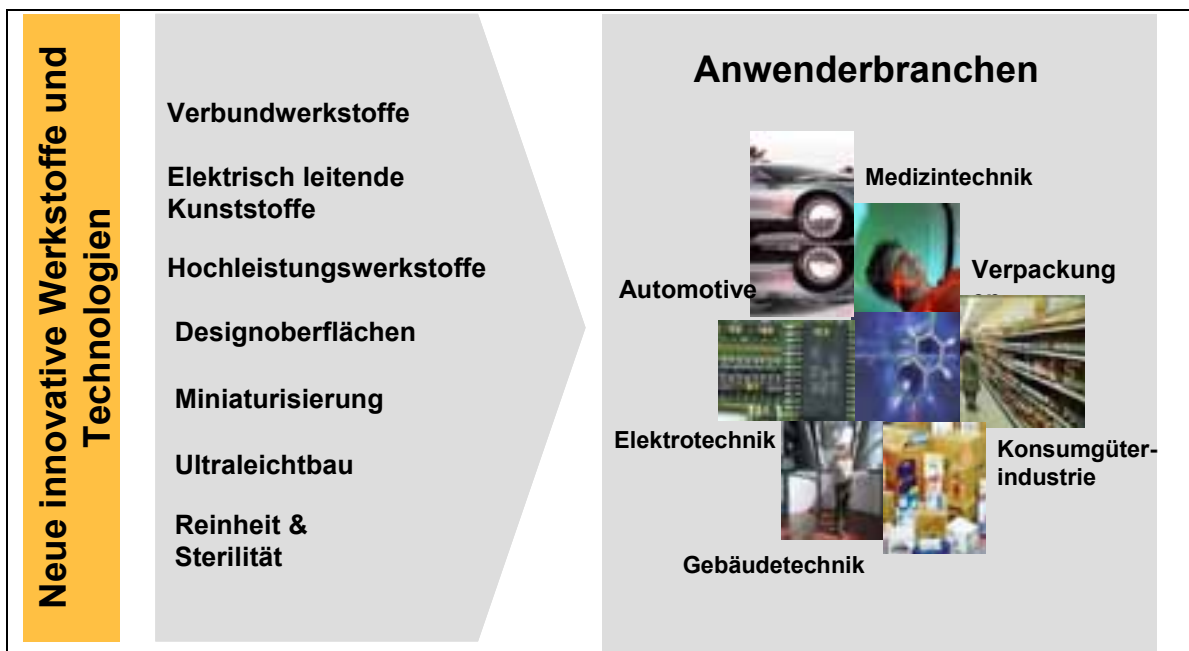 Neue innovative Werkstoffe und
Technologien
Verbundwerkstoffe
Elektrisch leitende
Kunststoffe
Hochleistungswerkstoffe
Designoberflächen
Miniaturisierung
Ultraleichtbau
Reinheit &
Sterilität
Anwenderbranchen
Medizintechnik
Verpackung
Automotive
Elektrotechnik
Konsumgüter-
industrie
Gebäudetechnik